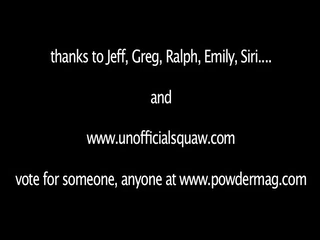 thanks to Jeff, Greg, Ralph, Emily, Siri....
and
www.unofficialsquaw.com
vote for someone, anyone at www.powdermag.com